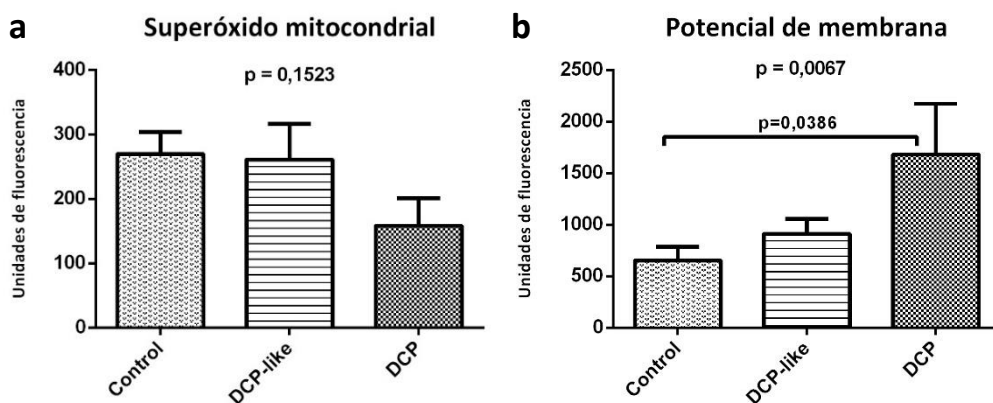 a
Superóxido mitocondrial
Unidades de fluorescencia
400
300
200
100
0
p = 0,1523
Control
DCP-like
DCP
b
Potencial de membrana
Unidades de fluorescencia
2500
2000
1500
1000
500
0
p = 0,0067
p=0,0386
Control
DCP-like
DCP